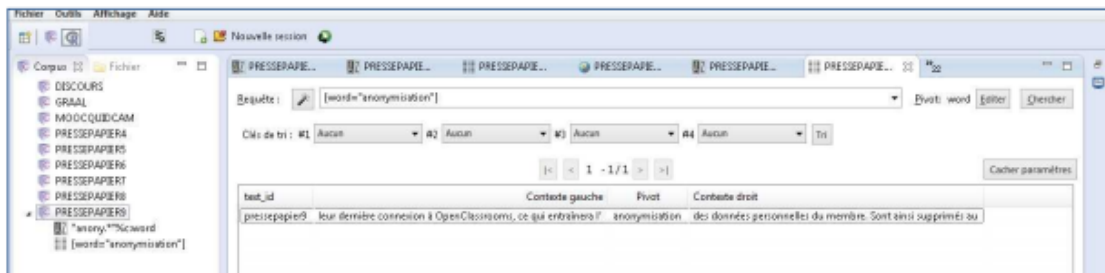 Fichier Outils Affichage Aide
Nouvelle session
Corpus Fichier
PRESSEPAPIE... PRESSEPAPIE... PRESSEPAPIE... PRESSEPAPIE... PRESSEPAPIE... PRESSEPAPIE... "22
DISCOURS
GRAAL
MOOCQUIDCAM
PRESSEPAPIER4
PRESSEPAPIER5
PRESSEPAPIER6
PRESSEPAPIER7
PRESSEPAPIER8
PRESSEPAPIER9
"anony.*"%c:word
[word="anonymisation"]
Requête : [word="anonymisation"] Pivot: word Editer Chercher
Clés de tri : #1 Aucun #2 Aucun #3 Aucun #4 Aucun Tri
|< < 1 - 1 / 1 > >| Cacher paramètres
text_id Contexte gauche Pivot Contexte droit
pressepapier9 leur dernière connexion à OpenClassrooms, ce qui entraînera l' anonymisation des données personnelles du membre. Sont ainsi supprimés au